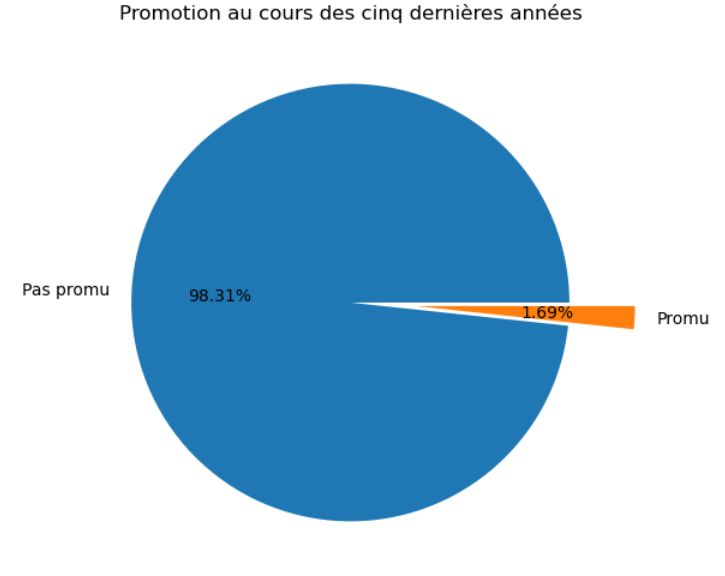 Promotion au cours des cinq dernières années
Pas promu
98.31%
1.69%
Promu